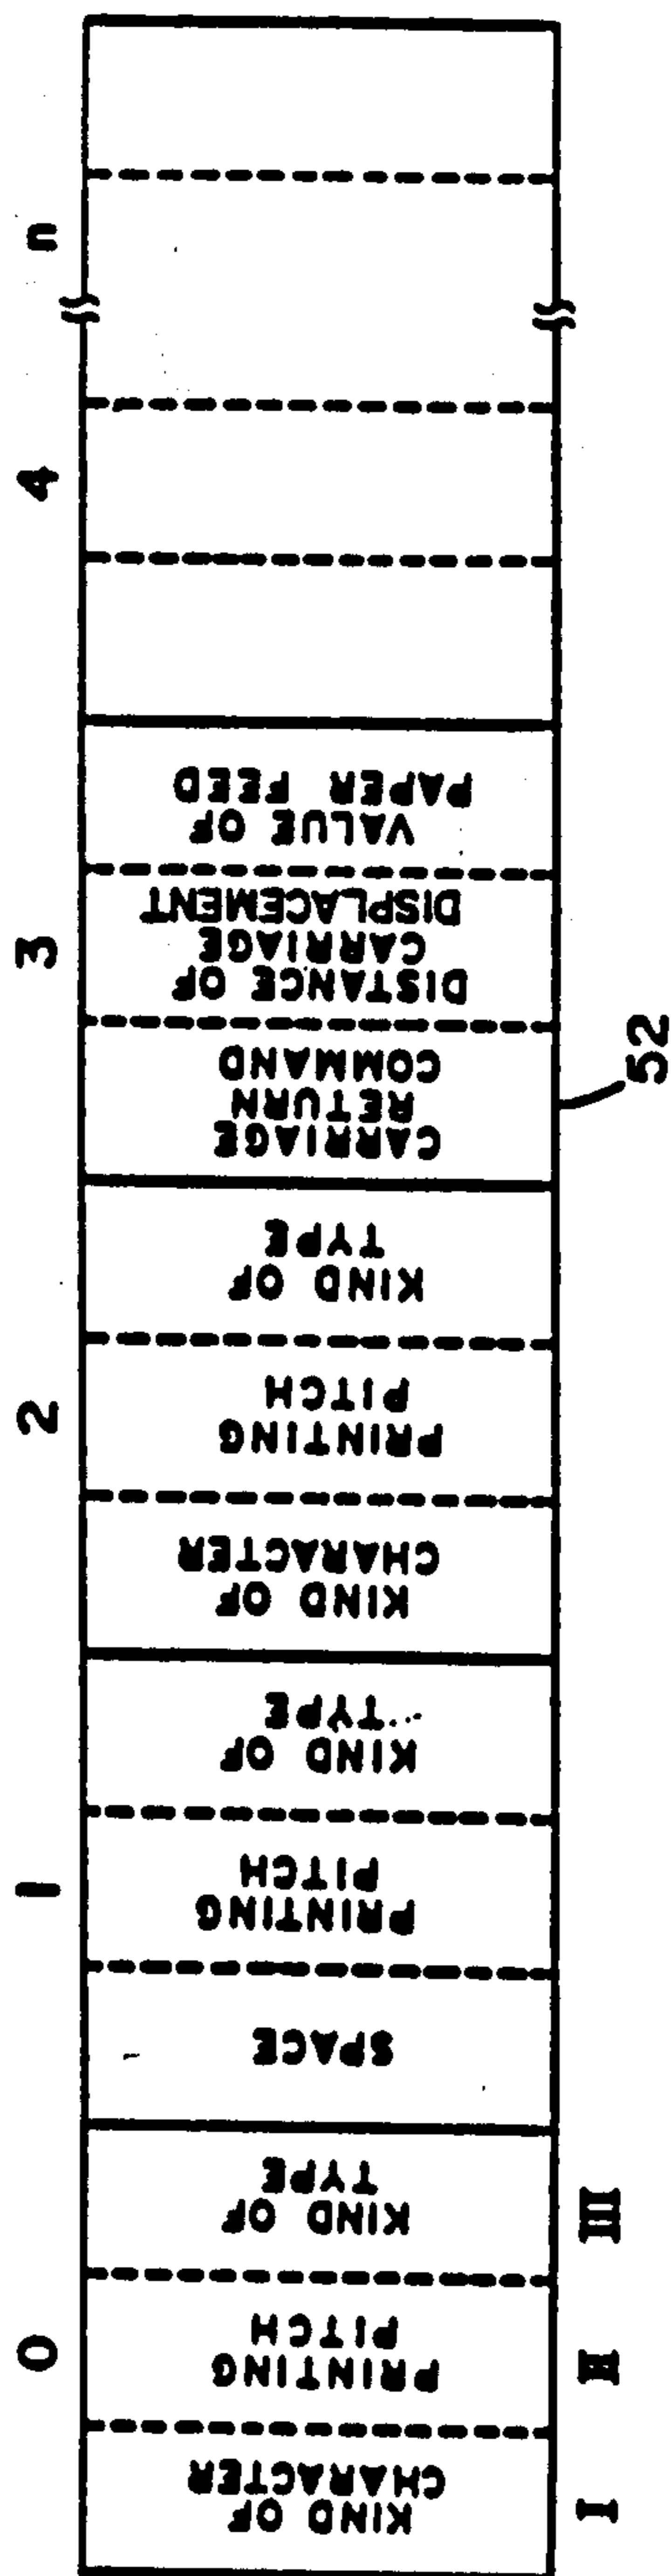 0
1
2
3
4
n
KIND OF
CHARACTER
PRINTING
PITCH
KIND OF
TYPE
SPACE
PRINTING
PITCH
KIND OF
TYPE
KIND OF
CHARACTER
PRINTING
PITCH
KIND OF
TYPE
CARRIAGE
RETURN
COMMAND
DISTANCE OF
CARRIAGE
DISPLACEMENT
VALUE OF
PAPER FEED
I
II
III
52